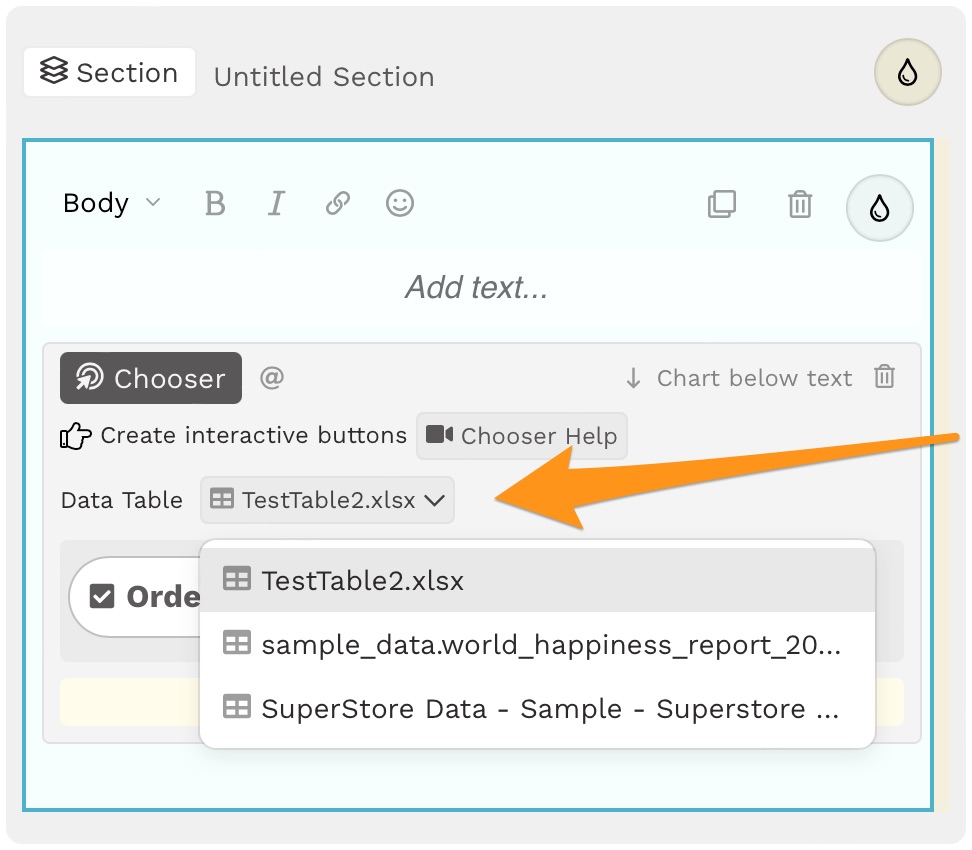 Section Untitled Section
Body B I
Add text...
Chooser @ Chart below text
Create interactive buttons Chooser Help
Data Table TestTable2.xlsx
Orde
TestTable2.xlsx
sample_data.world_happiness_report_20...
SuperStore Data - Sample - Superstore ...